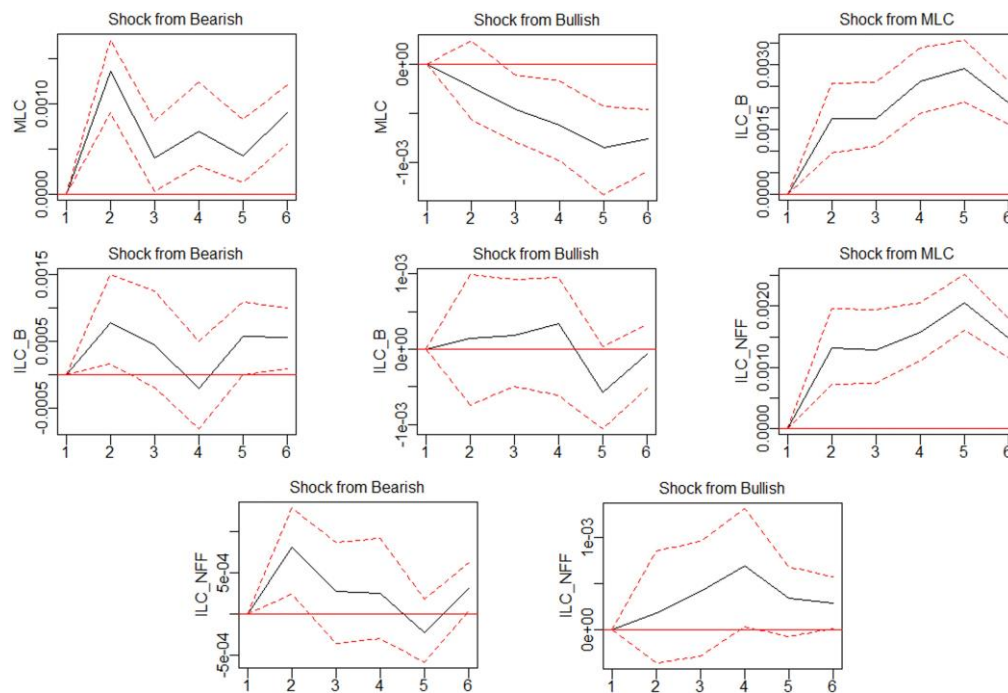 Shock from Bearish
MLC
0.0010
0.0000
1 2 3 4 5 6
Shock from Bullish
MLC
0e+00
-1e-03
1 2 3 4 5 6
Shock from MLC
ILC_B
0.0030
0.0015
0.0000
1 2 3 4 5 6
Shock from Bearish
ILC_B
0.0015
0.0005
-0.0005
1 2 3 4 5 6
Shock from Bullish
ILC_B
1e-03
0e+00
-1e-03
1 2 3 4 5 6
Shock from MLC
ILC_NFF
0.0020
0.0010
0.0000
1 2 3 4 5 6
Shock from Bearish
ILC_NFF
5e-04
-5e-04
1 2 3 4 5 6
Shock from Bullish
ILC_NFF
1e-03
0e+00
1 2 3 4 5 6